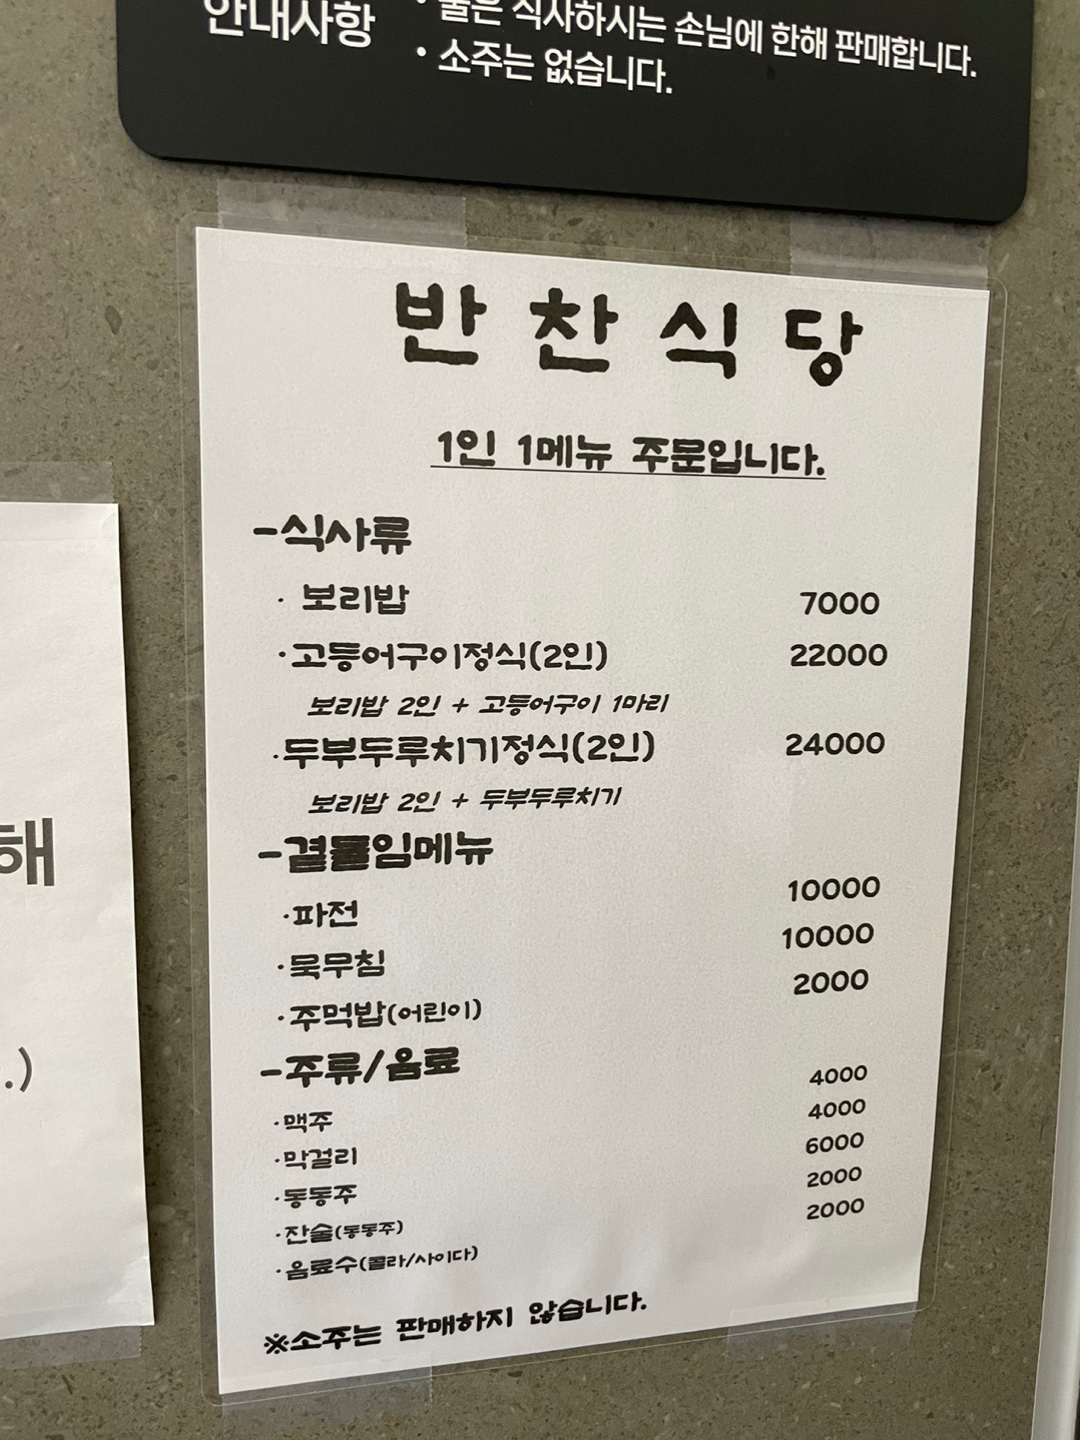 안내사항
• 술은 식사하시는 손님에 한해 판매합니다.
• 소주는 없습니다.
반 찬 식 당
1인 1메뉴 주문입니다.
-식사류
· 보리밥 7000
·고등어구이정식(2인) 22000
보리밥 2인 + 고등어구이 1마리
·두부두루치기정식(2인) 24000
보리밥 2인 + 두부두루치기
-곁들임메뉴
·파전 10000
·묵무침 10000
·주먹밥(어린이) 2000
-주류/음료
·맥주 4000
·막걸리 4000
·동동주 6000
·잔술(동동주) 2000
·음료수(콜라/사이다) 2000
※소주는 판매하지 않습니다.
해
.)